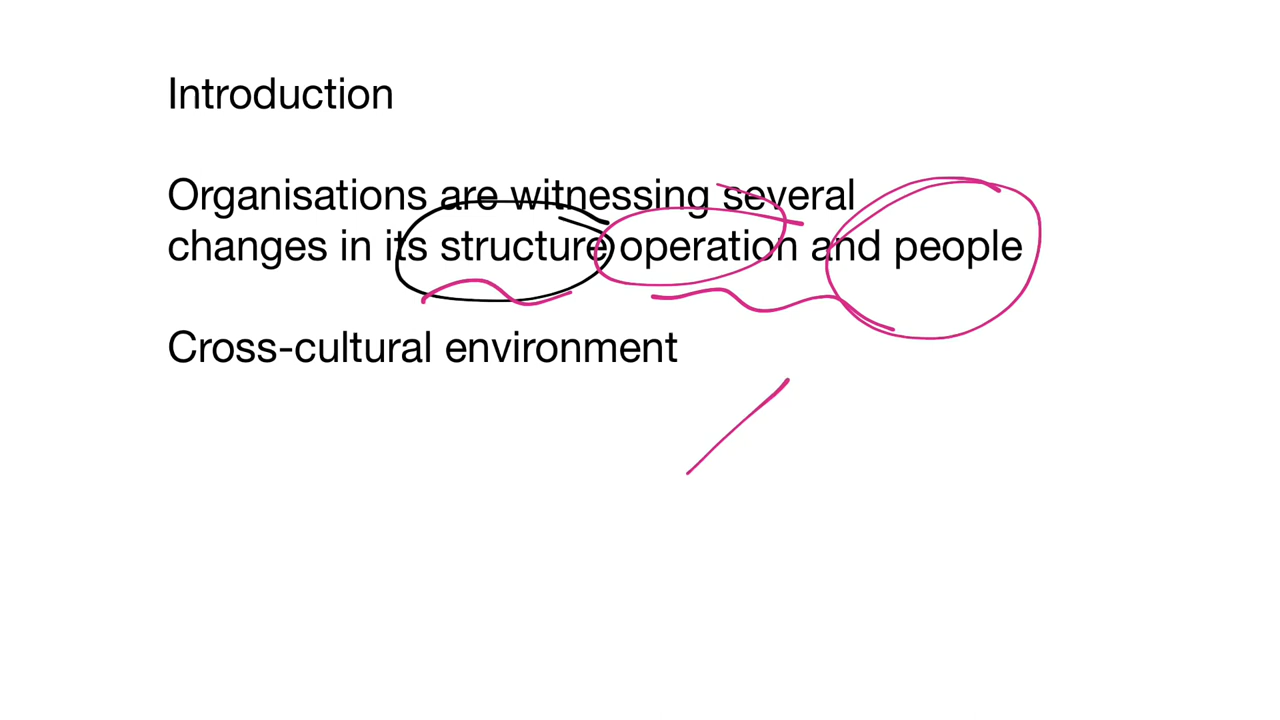 Introduction
Organisations are witnessing several
changes in its structure operation and people
Cross-cultural environment